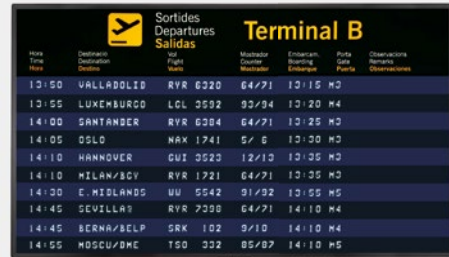 Sortides
Departures
Salidas
Terminal B
Hora Destinació Vol Mostrador Embarcam. Porta Observacions
Time Destination Flight Counter Boarding Gate Remarks
Hora Destino Vuelo Mostrador Embarque Puerta Observaciones
13:50 VALLADOLID RYR 6320 64/71 13:15 M3
13:55 LUXEMBURGO LGL 3592 93/94 13:20 M4
14:00 SANTANDER RYR 6384 64/71 13:25 M3
14:05 OSLO NAX 1741 5/ 6 13:30 M3
14:10 HANNOVER GWI 3523 12/13 13:35 M3
14:10 MILAN/BGY RYR 1721 64/71 13:35 M3
14:30 E.MIDLANDS WW 5542 91/92 13:55 M5
14:45 SEVILLA RYR 7398 64/71 14:10 M4
14:45 BERNA/BELP SRK 102 9/10 14:10 M4
14:55 MOSCU/DME TSO 332 85/87 14:10 M5